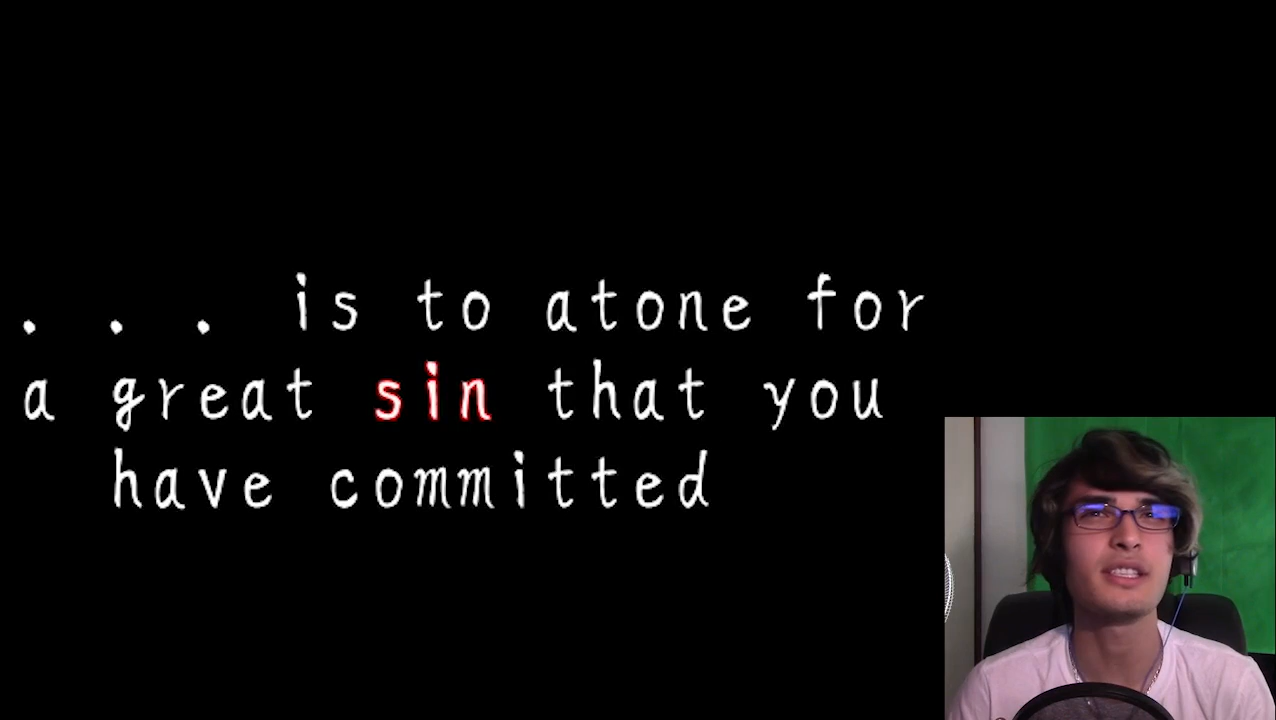 . . . is to atone for
a great sin that you
have committed